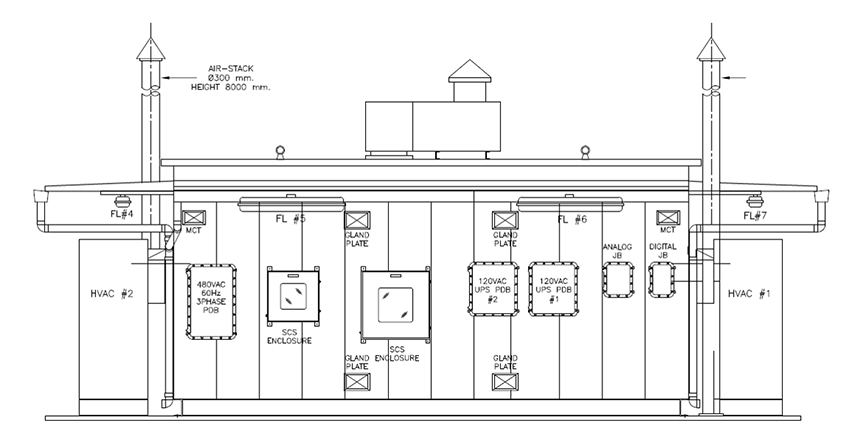 AIR-STACK
Ø300 mm.
HEIGHT 8000 mm.
FL#4
MCT
FL #5
GLAND
PLATE
GLAND
PLATE
FL #6
MCT
FL#7
ANALOG
JB
DIGITAL
JB
HVAC #2
480VAC
60Hz
3PHASE
PDB
SCS
ENCLOSURE
SCS
ENCLOSURE
120VAC
UPS PDB
#2
120VAC
UPS PDB
#1
HVAC #1
GLAND
PLATE
GLAND
PLATE